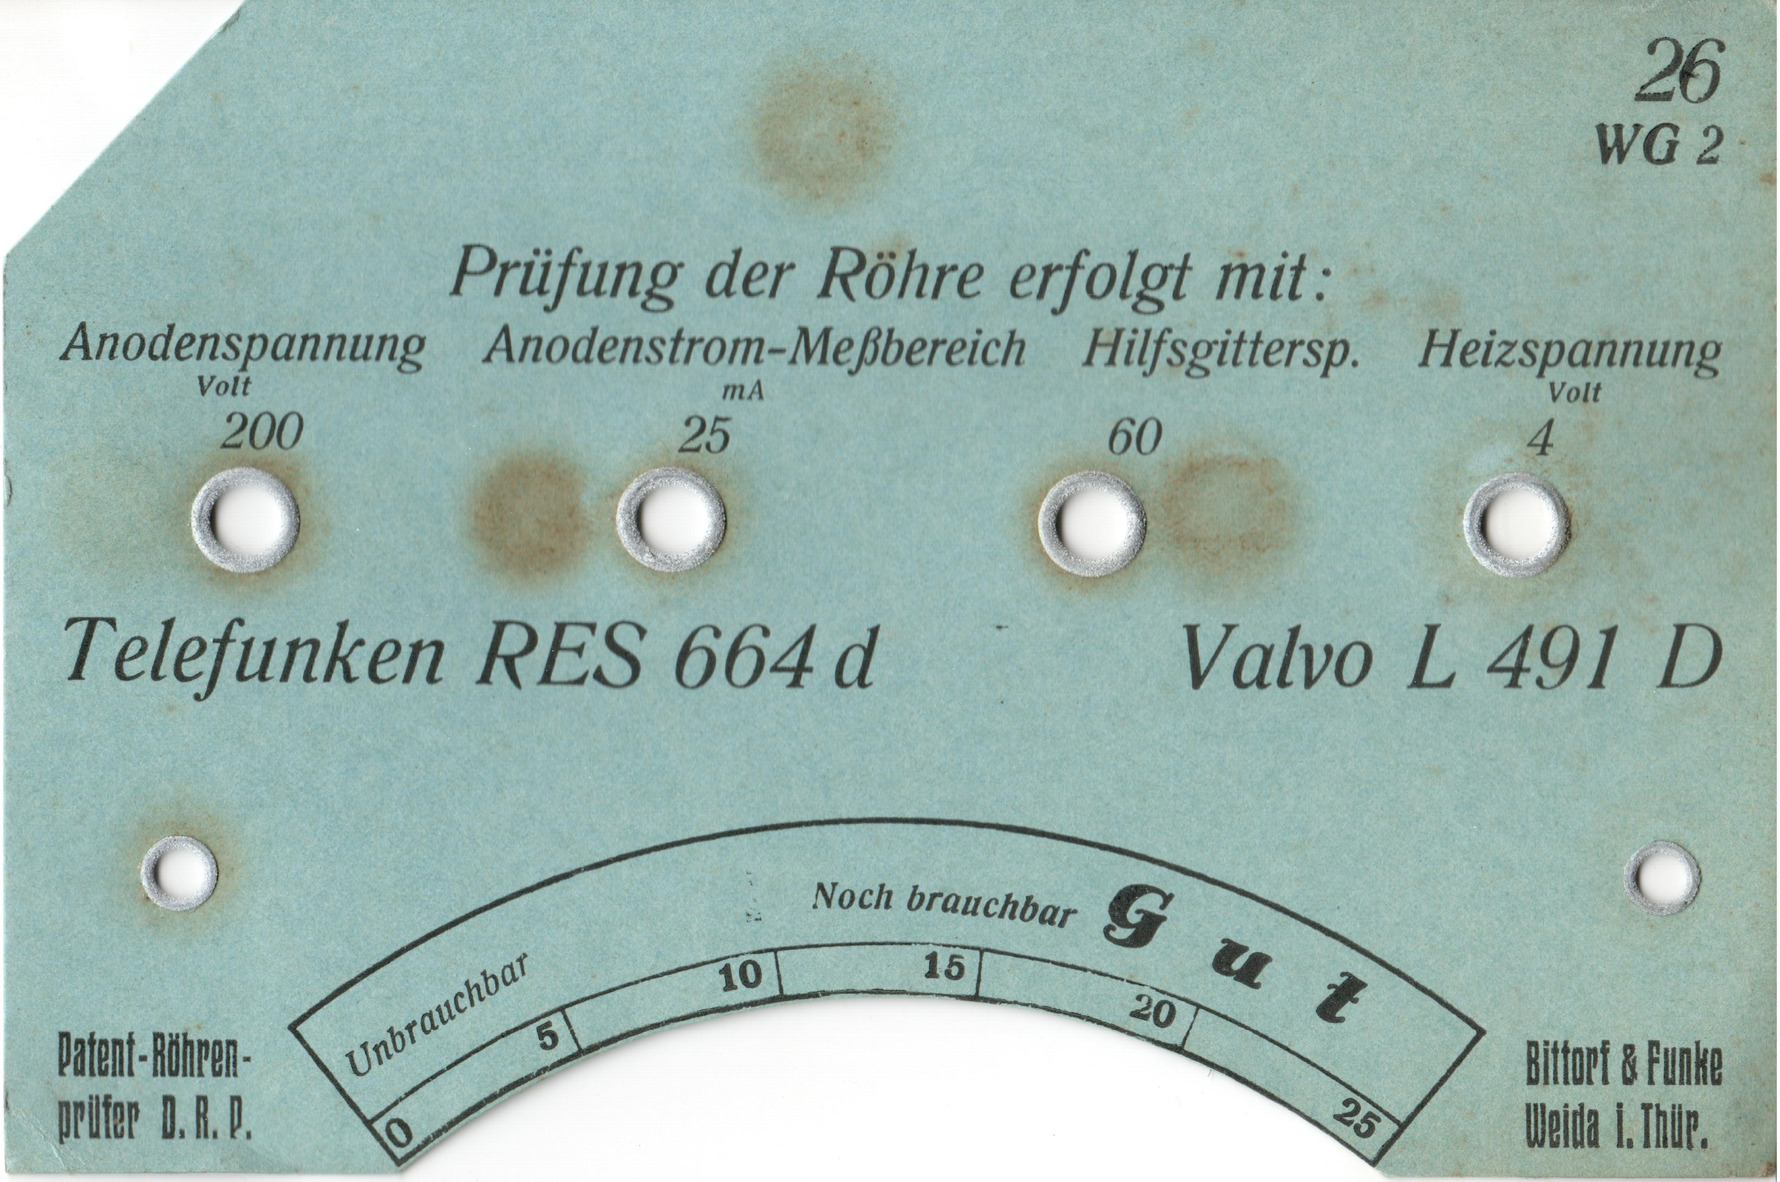 26
WG 2
Prüfung der Röhre erfolgt mit:
Anodenspannung Anodenstrom-Meßbereich Hilfsgittersp. Heizspannung
Volt mA Volt
200 25 60 4
Telefunken RES 664 d Valvo L 491 D
Unbrauchbar Noch brauchbar Gut
0 5 10 15 20 25
Patent-Röhren-
prüfer D. R. P.
Bittorf & Funke
Weida i. Thür.